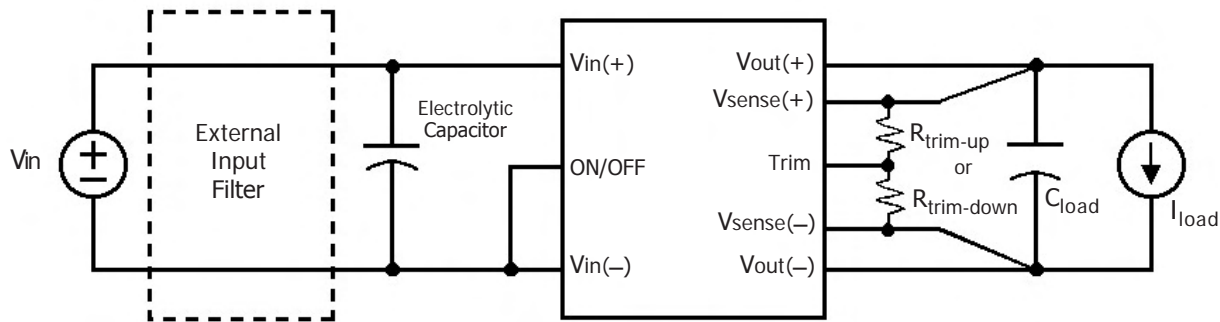 Vin
External
Input
Filter
Electrolytic
Capacitor
Vin(+)
ON/OFF
Vin(–)
Vout(+)
Vsense(+)
Trim
Vsense(–)
Vout(–)
Rtrim-up
or
Rtrim-down
Cload
Iload